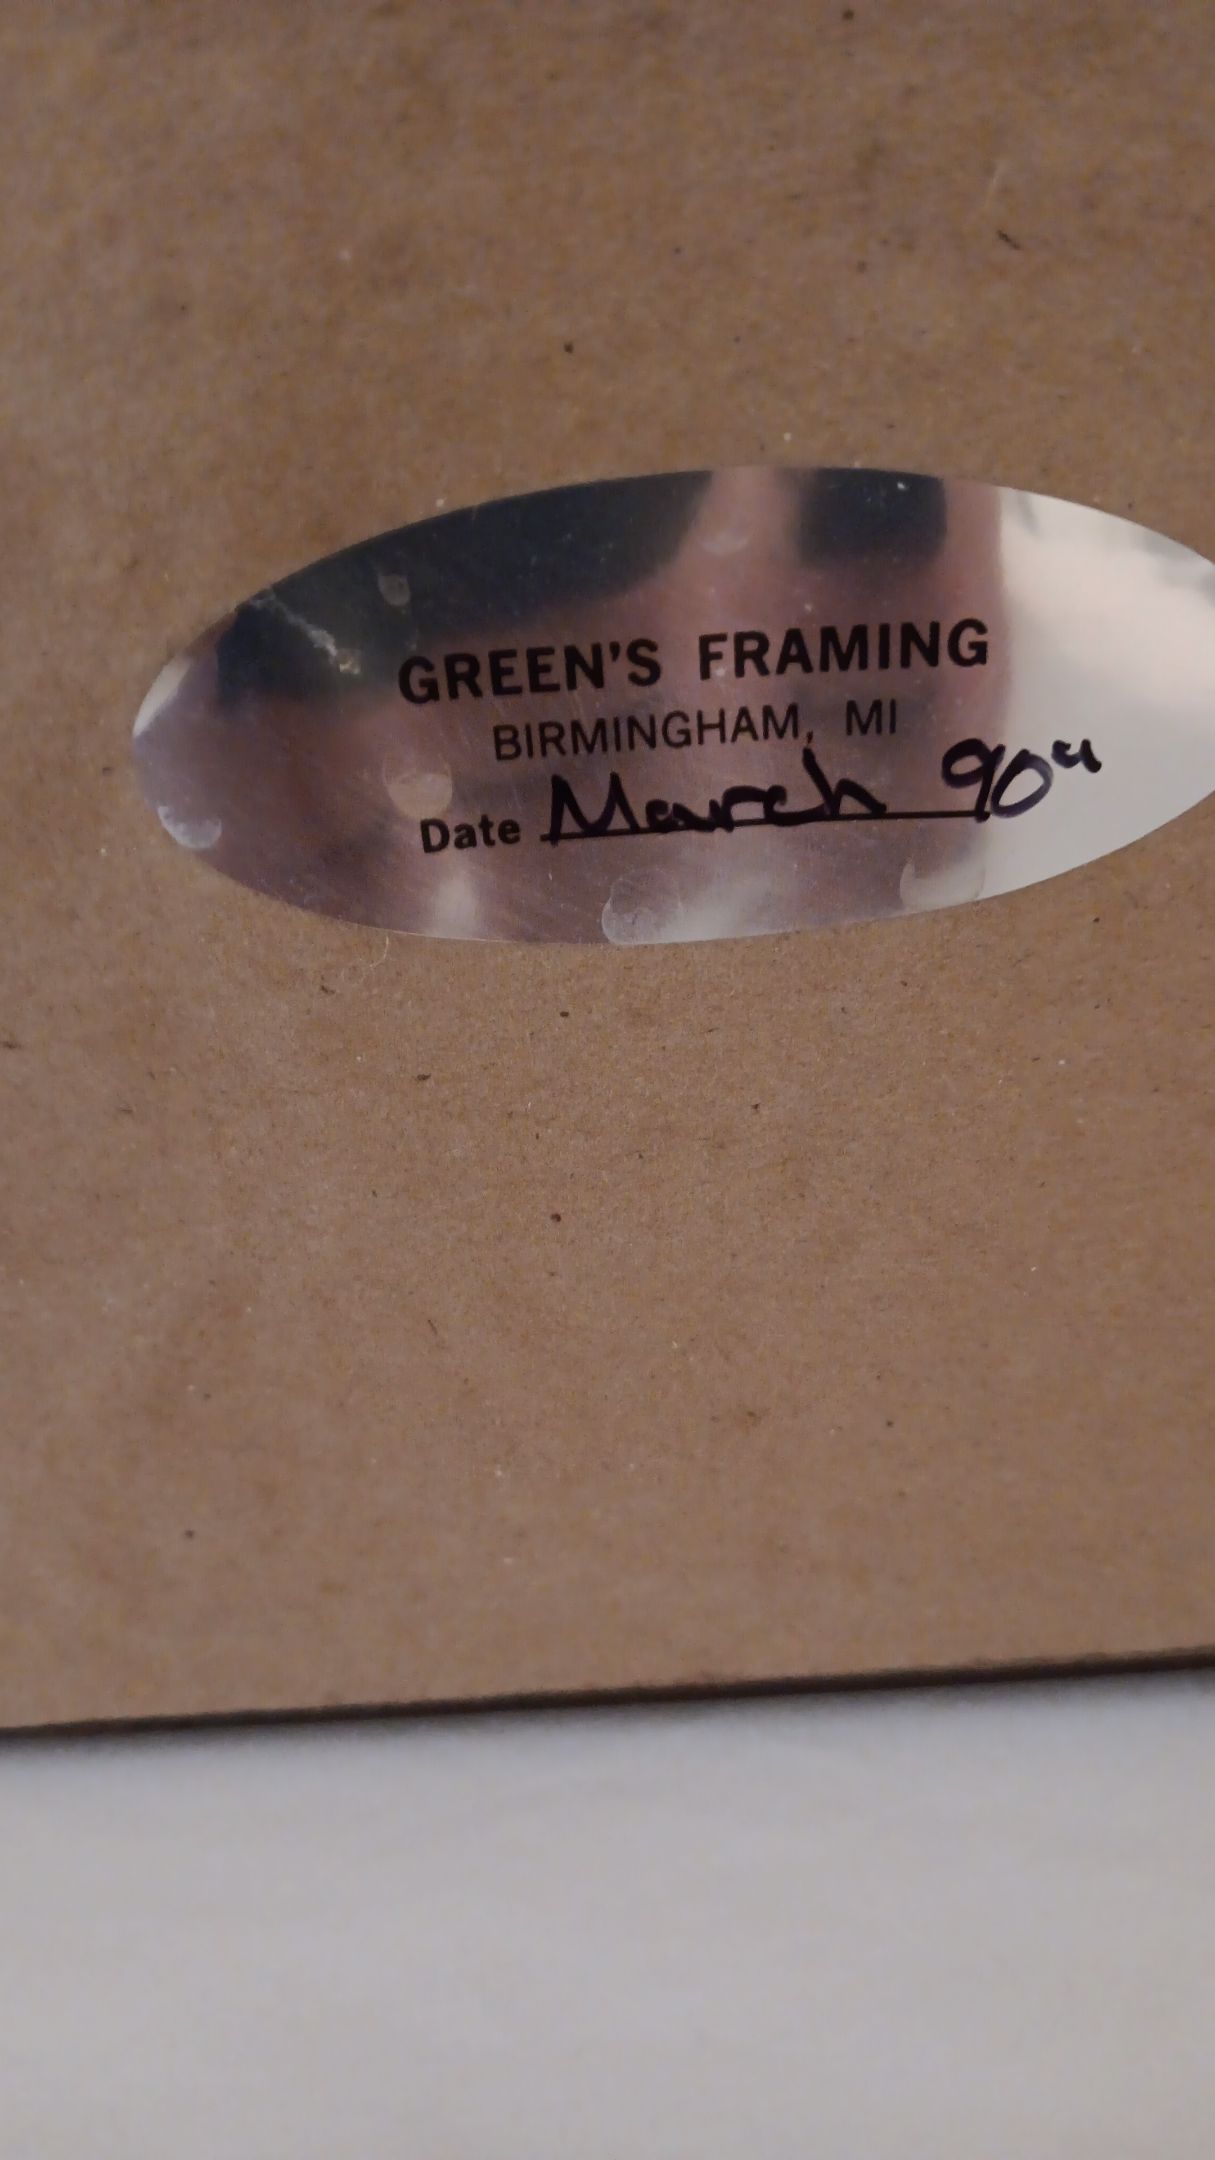 GREEN'S FRAMING
BIRMINGHAM, MI
Date March 90"